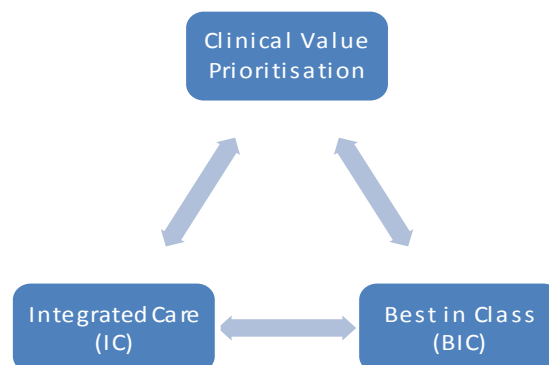 Clinical Value
Prioritisation
Integrated Care
(IC)
Best in Class
(BIC)